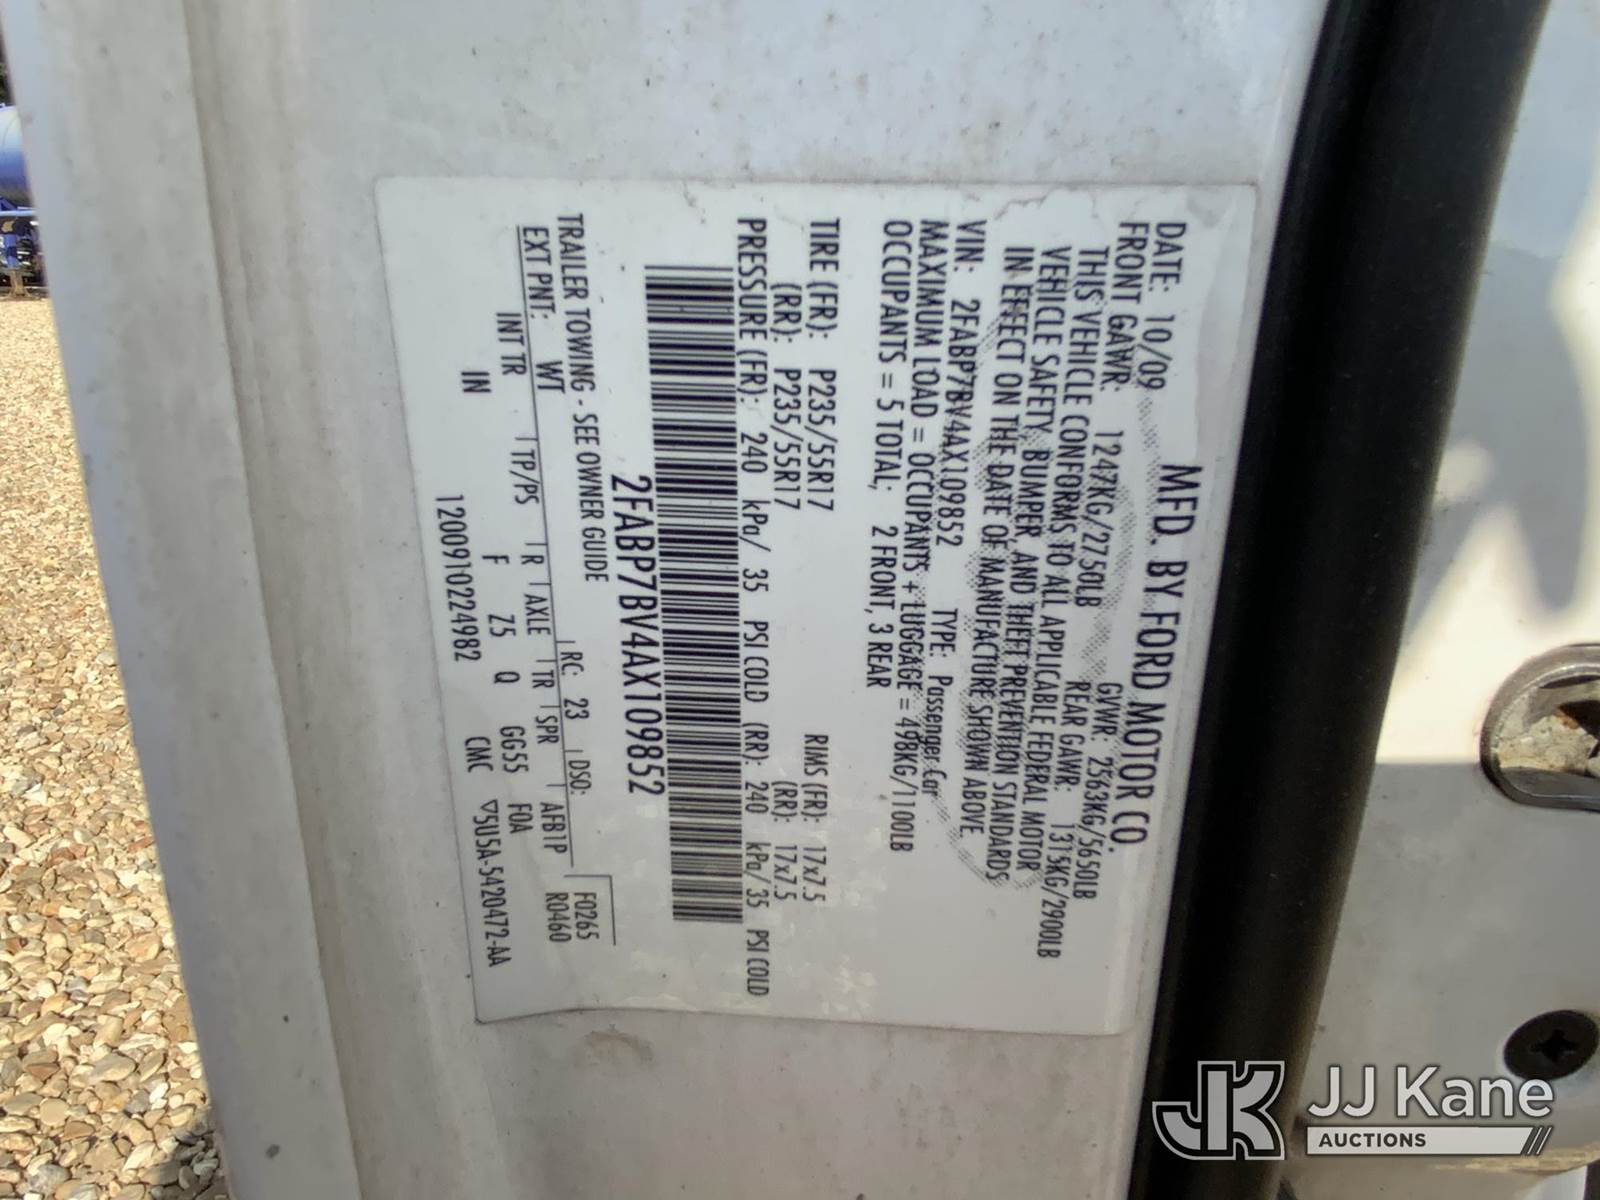 MFD. BY FORD MOTOR CO.
DATE: 10/09 GVWR: 2563KG/5650LB
FRONT GAWR: 1247KG/2750LB REAR GAWR: 1315KG/2900LB
THIS VEHICLE CONFORMS TO ALL APPLICABLE FEDERAL MOTOR
VEHICLE SAFETY, BUMPER, AND THEFT PREVENTION STANDARDS
IN EFFECT ON THE DATE OF MANUFACTURE SHOWN ABOVE.
VIN: 2FABP7BV4AX109852 TYPE: Passenger Car
MAXIMUM LOAD = OCCUPANTS + LUGGAGE = 498KG/1100LB
OCCUPANTS = 5 TOTAL; 2 FRONT, 3 REAR
TIRE (FR): P235/55R17 RIMS (FR): 17x7.5
(RR): P235/55R17 (RR): 17x7.5
PRESSURE (FR): 240 kPa/ 35 PSI COLD (RR): 240 kPa/ 35 PSI COLD
2FABP7BV4AX109852
TRAILER TOWING - SEE OWNER GUIDE
F0265
EXT PNT: WT RC: 23 DSO: R0460
INT TR TP/PS R AXLE TR SPR AFB1P
IN F Z5 Q GG55 FOA
12009102249­82 CMC ▽5U5A-5420472-AA
JK JJ Kane
AUCTIONS